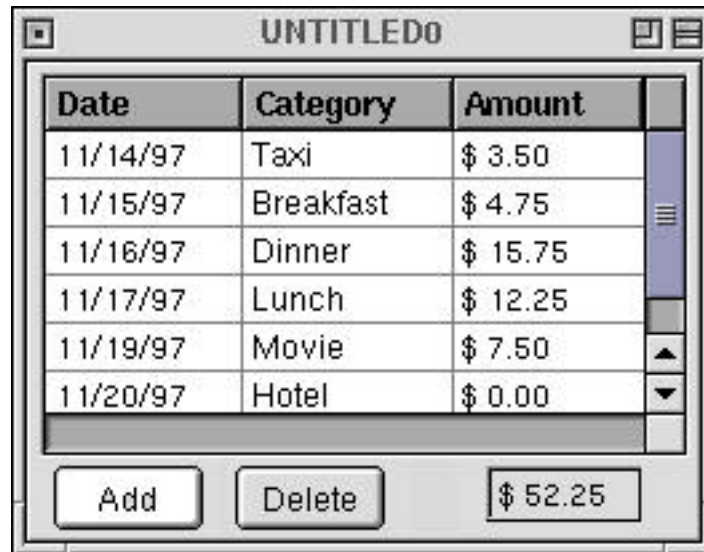 UNTITLED0
Date Category Amount
11/14/97 Taxi $ 3.50
11/15/97 Breakfast $ 4.75
11/16/97 Dinner $ 15.75
11/17/97 Lunch $ 12.25
11/19/97 Movie $ 7.50
11/20/97 Hotel $ 0.00
Add Delete $ 52.25